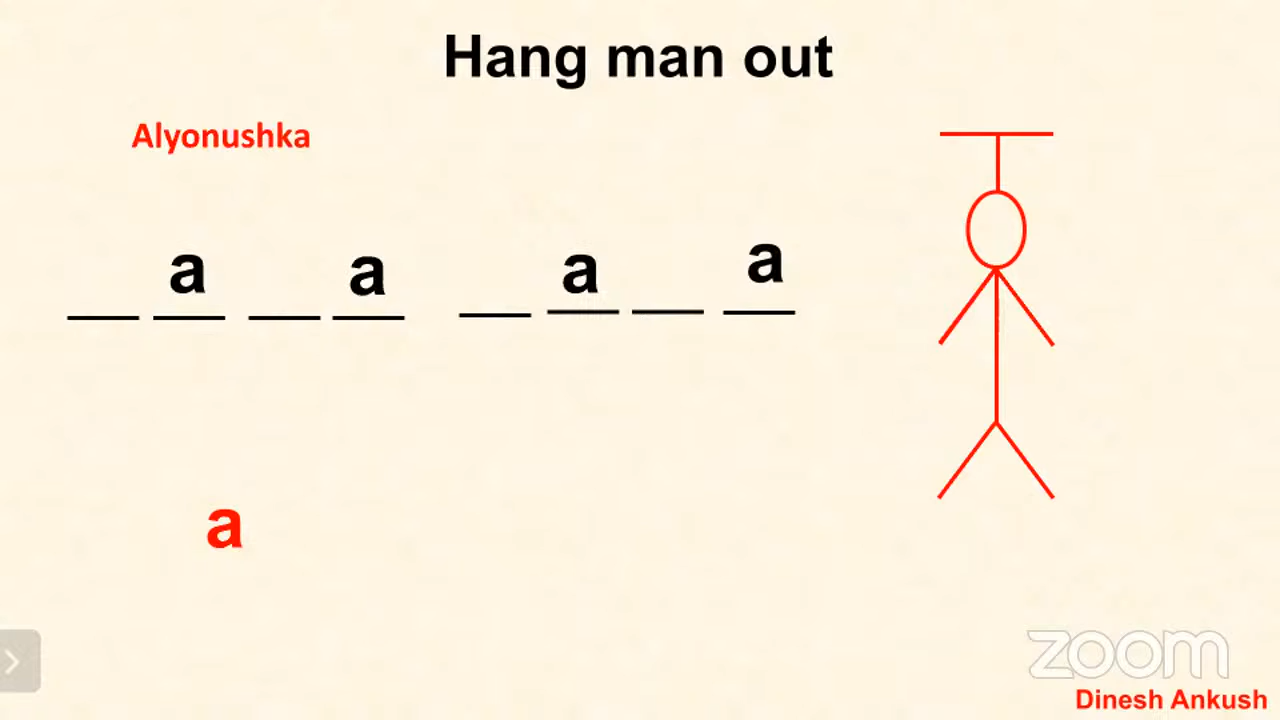 Hang man out
Alyonushka
a a a a
a
zoom
Dinesh Ankush